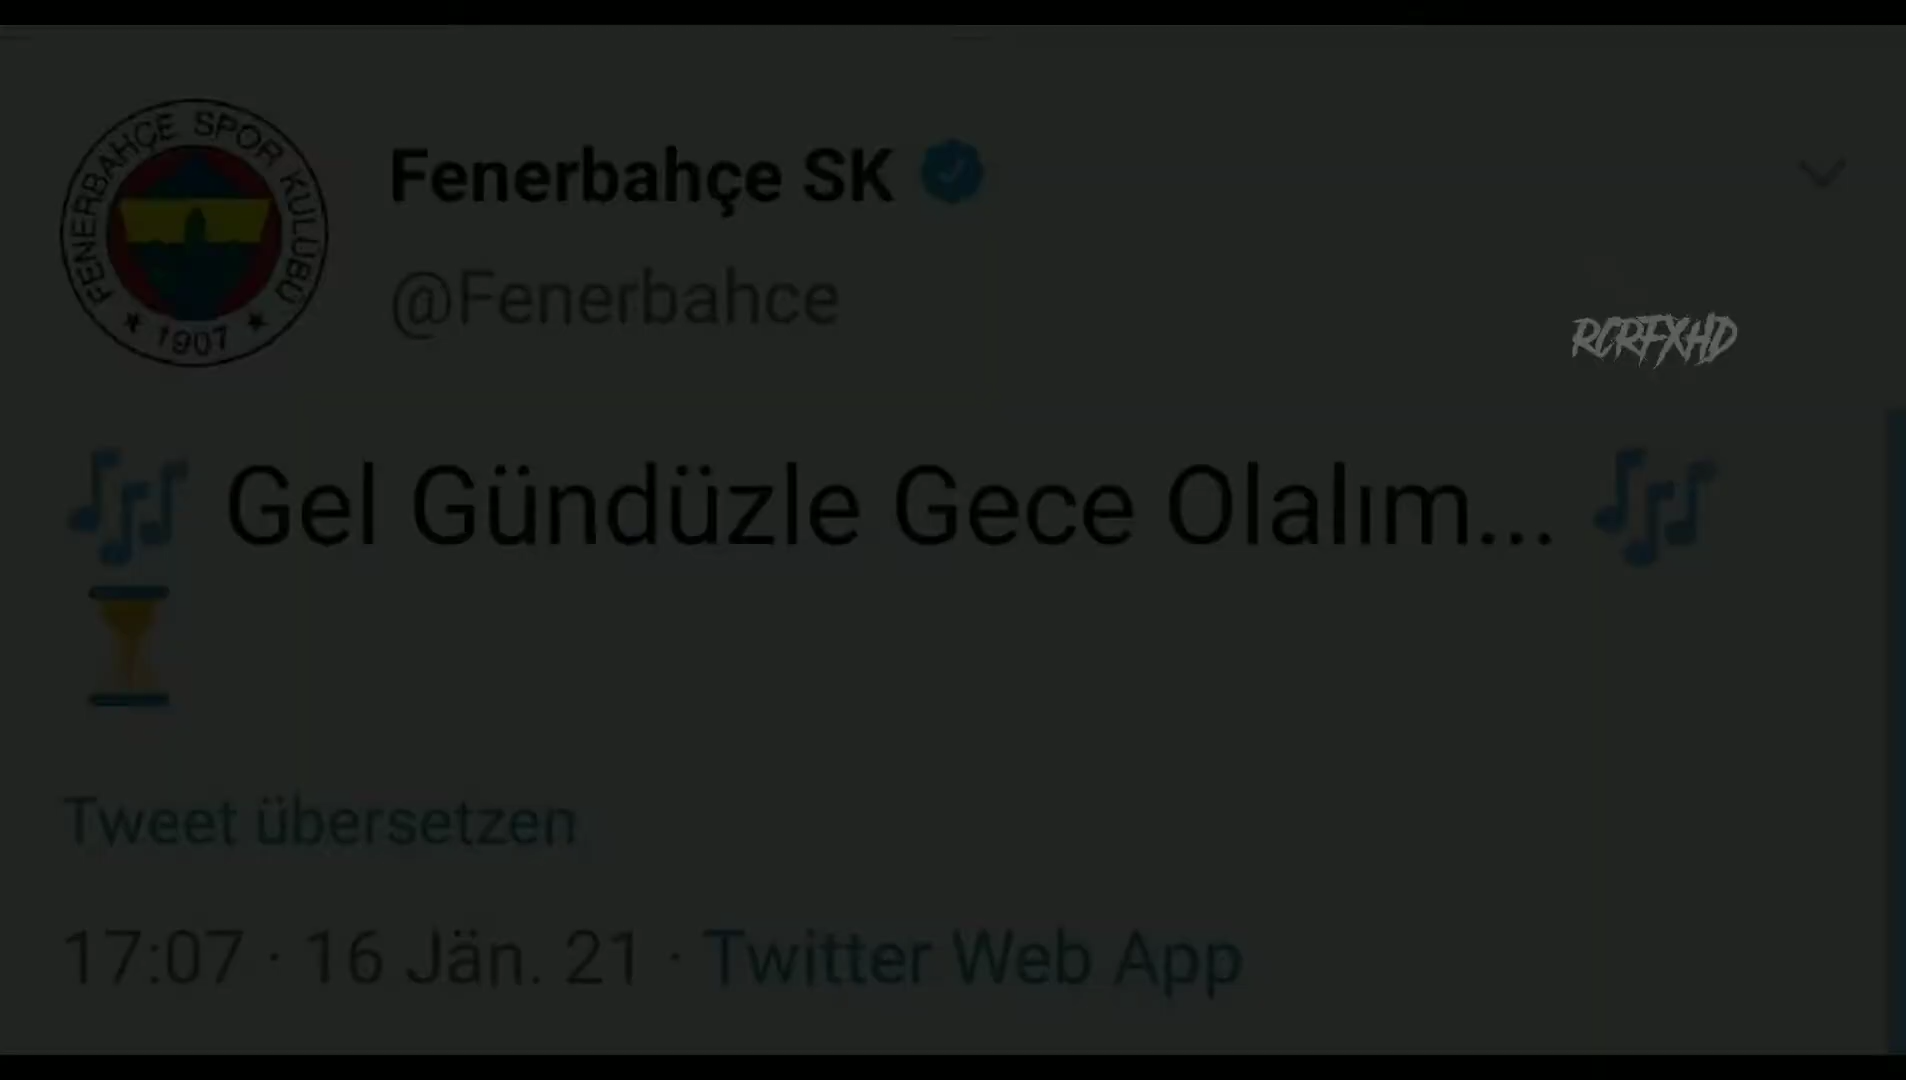 FENERBAHÇE SPOR KULÜBÜ
1907
Fenerbahçe SK
@Fenerbahce
RCRFXHD
🎶 Gel Gündüzle Gece Olalım... 🎶
⏳
Tweet übersetzen
17:07 · 16 Jän. 21 · Twitter Web App